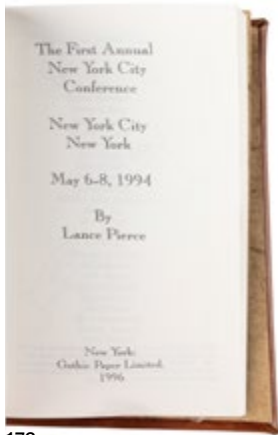 The First Annual
New York City
Conference
New York City
New York
May 6-8, 1994
By
Lance Pierce
New York:
Gothic Paper Limited.
1996